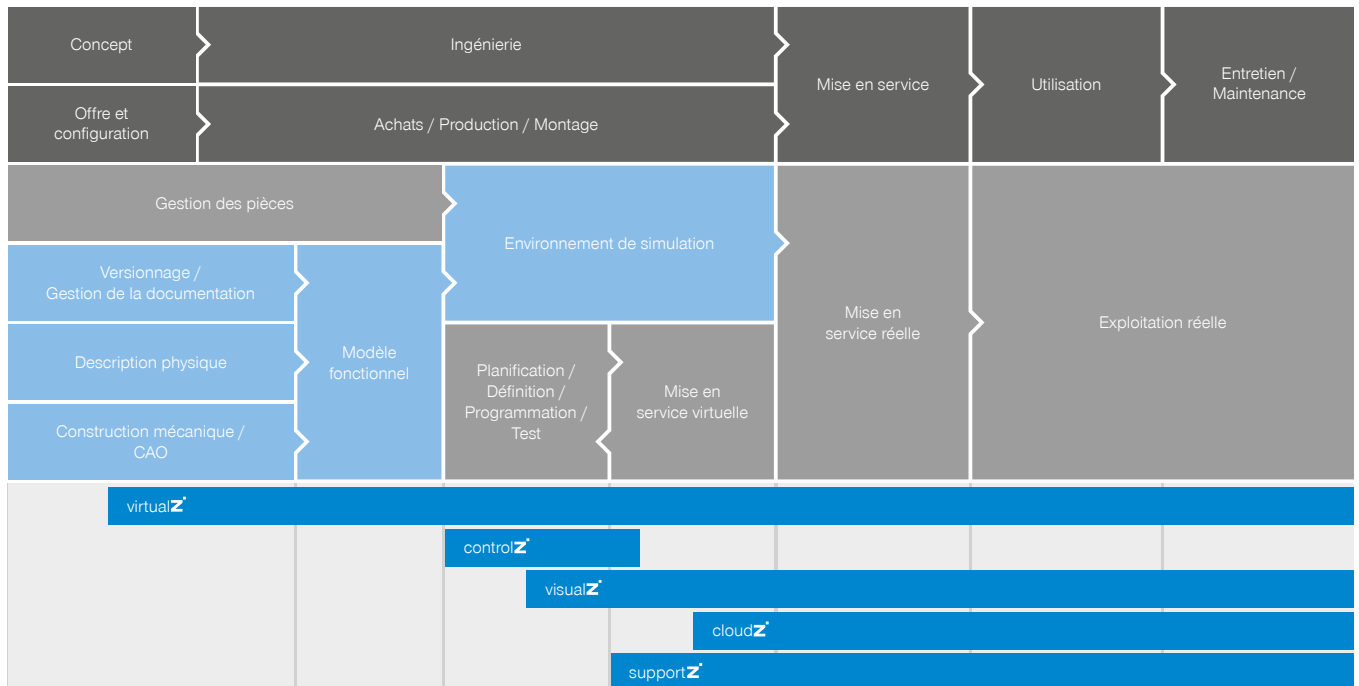 Concept
Ingénierie
Mise en service
Utilisation
Entretien /
Maintenance
Offre et
configuration
Achats / Production / Montage
Gestion des pièces
Environnement de simulation
Versionnage /
Gestion de la documentation
Description physique
Construction mécanique /
CAO
Modèle
fonctionnel
Planification /
Définition /
Programmation /
Test
Mise en
service virtuelle
Mise en
service réelle
Exploitation réelle
virtualZ
controlZ
visualZ
cloudZ
supportZ